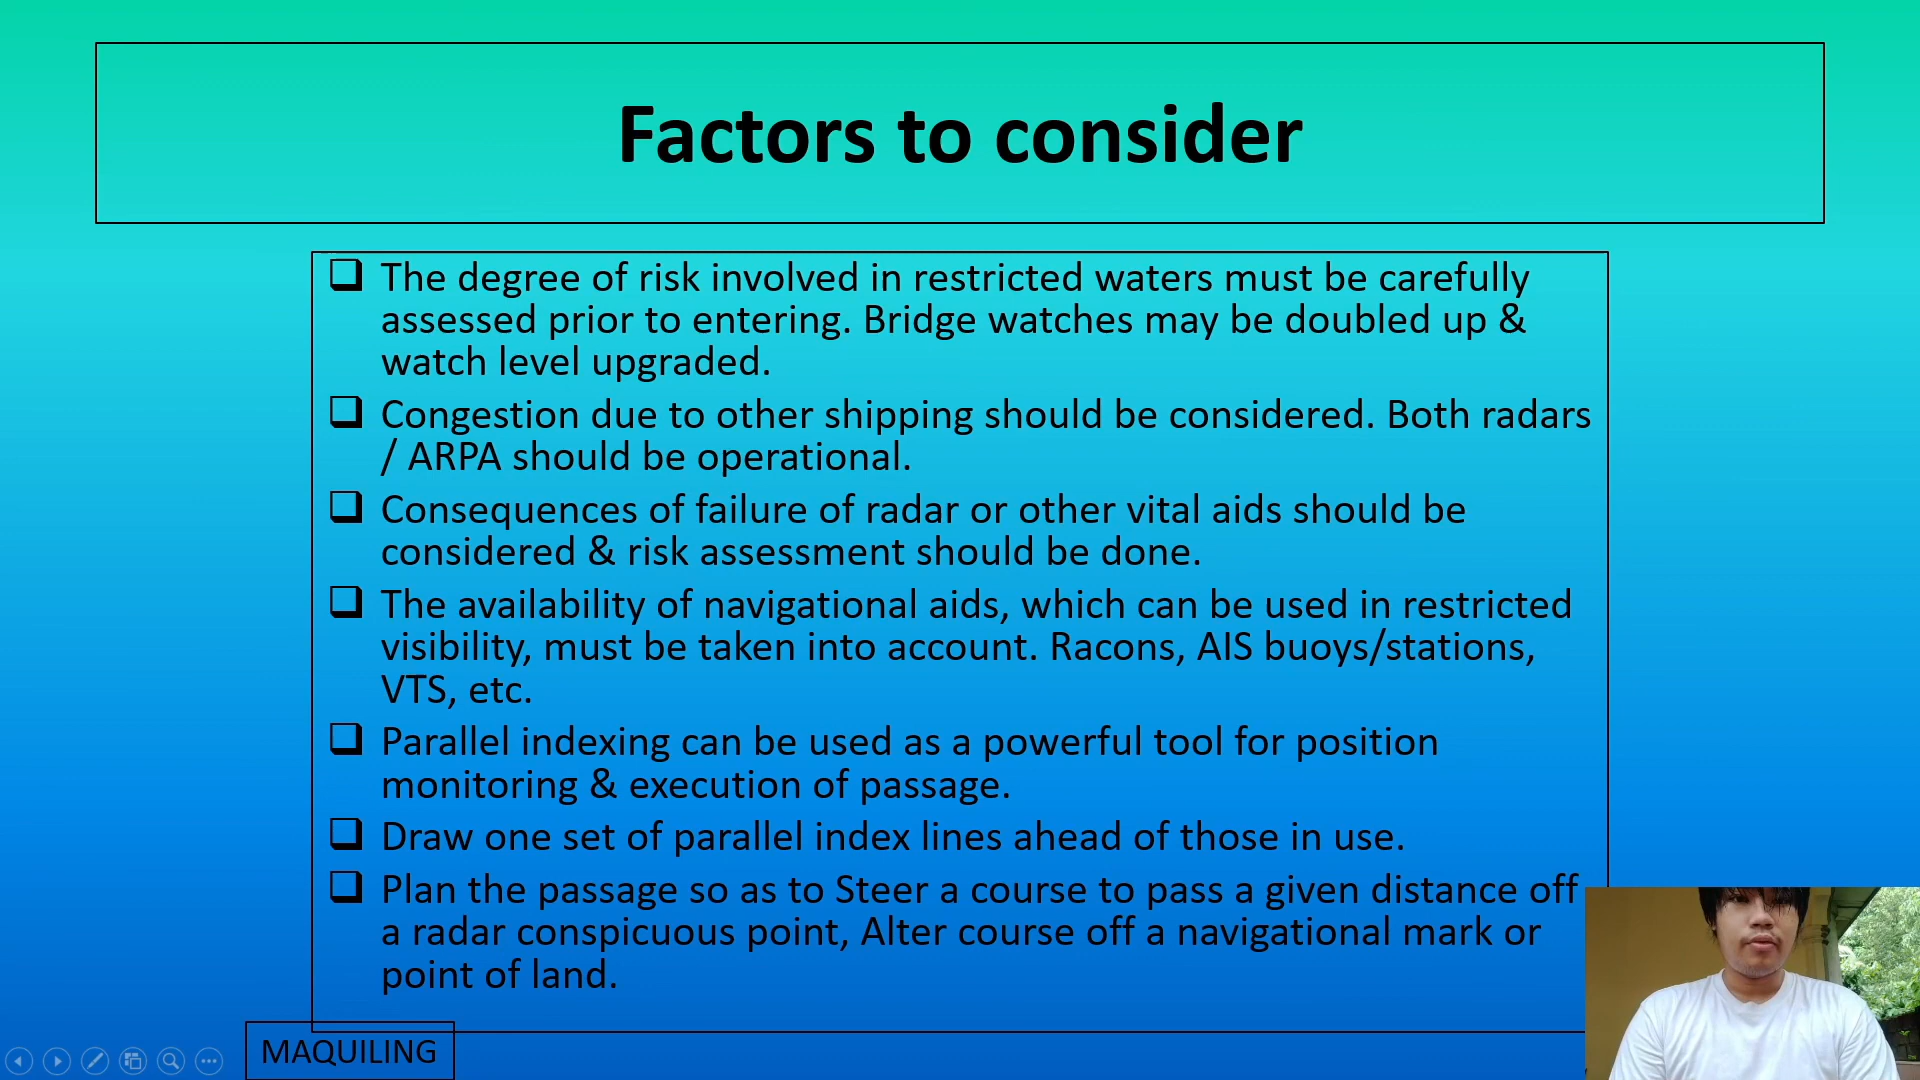 Factors to consider
The degree of risk involved in restricted waters must be carefully
assessed prior to entering. Bridge watches may be doubled up &
watch level upgraded.
Congestion due to other shipping should be considered. Both radars
/ ARPA should be operational.
Consequences of failure of radar or other vital aids should be
considered & risk assessment should be done.
The availability of navigational aids, which can be used in restricted
visibility, must be taken into account. Racons, AIS buoys/stations,
VTS, etc.
Parallel indexing can be used as a powerful tool for position
monitoring & execution of passage.
Draw one set of parallel index lines ahead of those in use.
Plan the passage so as to Steer a course to pass a given distance off
a radar conspicuous point, Alter course off a navigational mark or
point of land.
MAQUILING